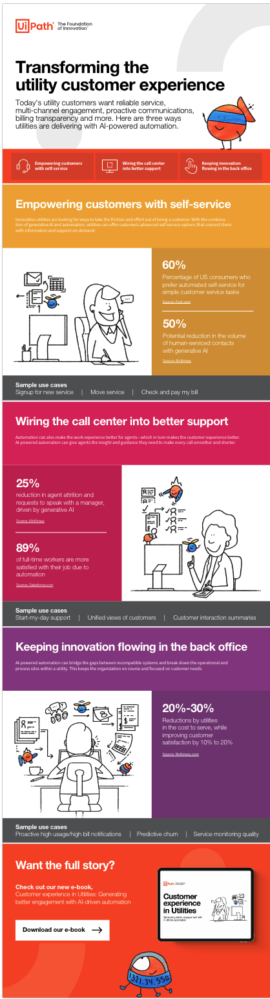 UiPath The Foundation
of Innovation™
Transforming the
utility customer experience
Today's utility customers want reliable service,
multi-channel engagement, proactive communications,
billing transparency and more. Here are three ways
utilities are delivering with AI-powered automation.
Empowering customers
with self-service
Wiring the call center
into better support
Keeping innovation
flowing in the back office
Empowering customers with self-service
Innovative utilities are looking for ways to take the friction and effort out of being a customer. With the combina-
tion of generative AI and automation, utilities can offer customers advanced self-service options that connect them
with information and support on-demand.
60%
Percentage of US consumers who
prefer automated self-service for
simple customer service tasks
Source: Fool.com
50%
Potential reduction in the volume
of human-serviced contacts
with generative AI
Source: McKinsey
Sample use cases
Signup for new service | Move service | Check and pay my bill
Wiring the call center into better support
Automation can also make the work experience better for agents—which in turn makes the customer experience better.
AI-powered automation can give agents the insight and guidance they need to make every call smoother and shorter.
25%
reduction in agent attrition and
requests to speak with a manager,
driven by generative AI
Source: McKinsey
89%
of full-time workers are more
satisfied with their job due to
automation
Source: Salesforce.com
Sample use cases
Start-my-day support | Unified views of customers | Customer interaction summaries
Keeping innovation flowing in the back office
AI-powered automation can bridge the gaps between incompatible systems and break down the operational and
process silos within a utility. This keeps the organization on course and focused on customer needs.
20%-30%
Reductions by utilities
in the cost to serve, while
improving customer
satisfaction by 10% to 20%
Source: McKinsey.com
Sample use cases
Proactive high usage/high bill notifications | Predictive churn | Service monitoring quality
Want the full story?
Check out our new e-book,
Customer experience in Utilities: Generating
better engagement with AI-driven automation
Download our e-book
UiPath
Customer
experience
in Utilities
Generating better engagement with
AI-driven automation
1321.34.550